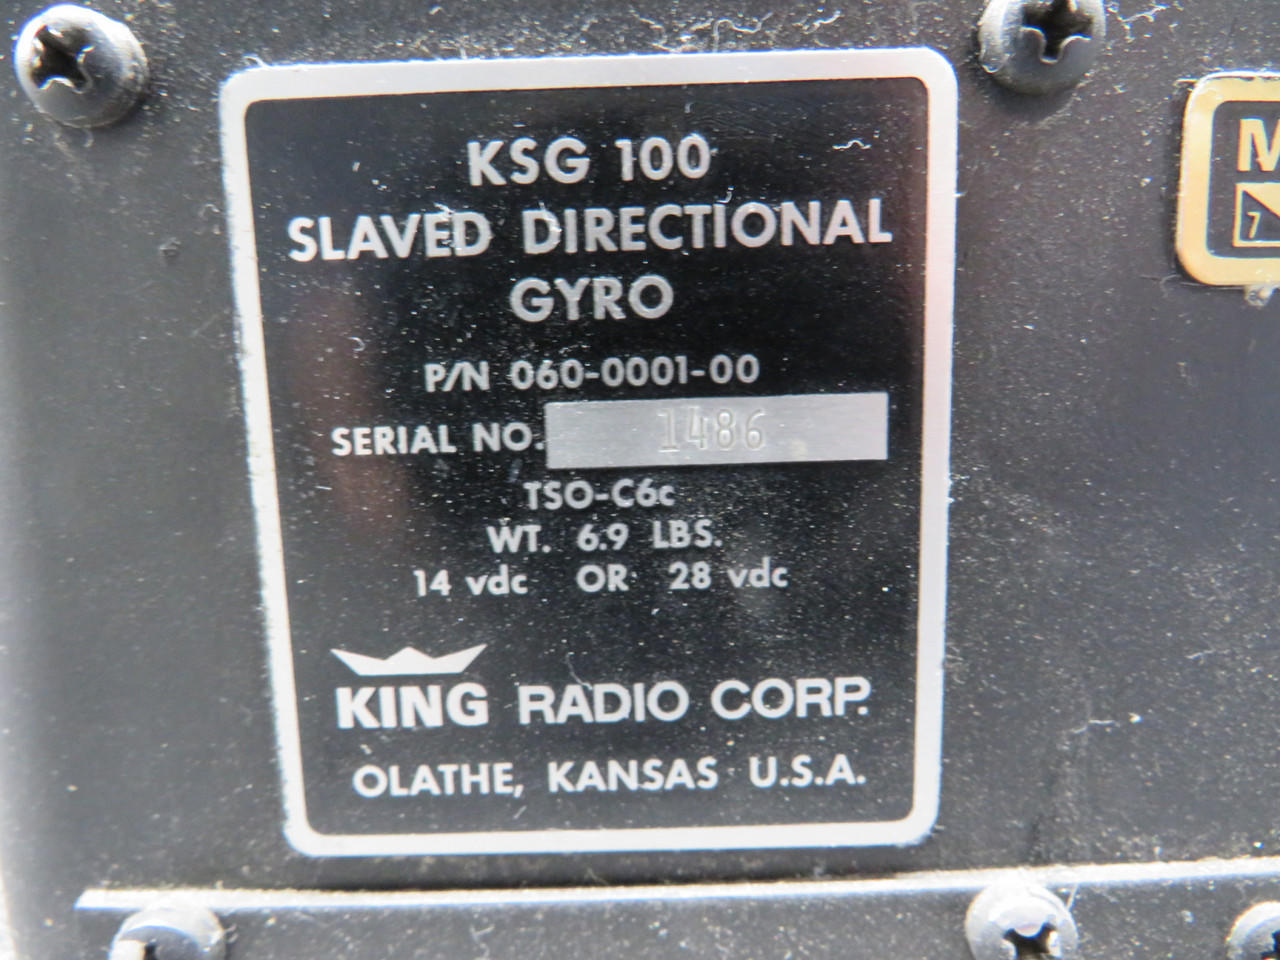 KSG 100
SLAVED DIRECTIONAL
GYRO
P/N 060-0001-00
SERIAL NO. 1486
TSO-C6c
WT. 6.9 LBS.
14 vdc OR 28 vdc
KING RADIO CORP.
OLATHE, KANSAS U.S.A.
M
7